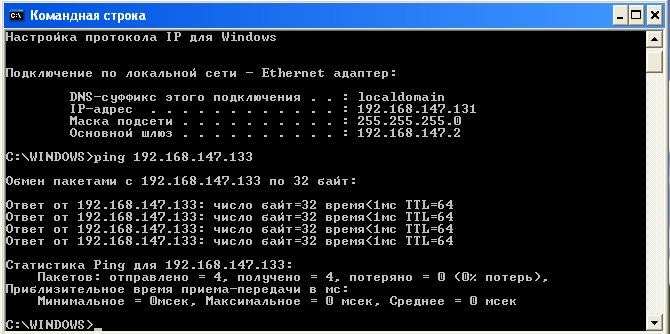 Командная строка
Настройка протокола IP для Windows
Подключение по локальной сети - Ethernet адаптер:
DNS-суффикс этого подключения . . : localdomain
IP-адрес . . . . . . . . . . . . : 192.168.147.131
Маска подсети . . . . . . . . . . : 255.255.255.0
Основной шлюз . . . . . . . . . . : 192.168.147.2
C:\WINDOWS>ping 192.168.147.133
Обмен пакетами с 192.168.147.133 по 32 байт:
Ответ от 192.168.147.133: число байт=32 время<1мс TTL=64
Ответ от 192.168.147.133: число байт=32 время<1мс TTL=64
Ответ от 192.168.147.133: число байт=32 время<1мс TTL=64
Ответ от 192.168.147.133: число байт=32 время<1мс TTL=64
Статистика Ping для 192.168.147.133:
Пакетов: отправлено = 4, получено = 4, потеряно = 0 (0% потерь),
Приблизительное время приема-передачи в мс:
Минимальное = 0мсек, Максимальное = 0 мсек, Среднее = 0 мсек
C:\WINDOWS>_